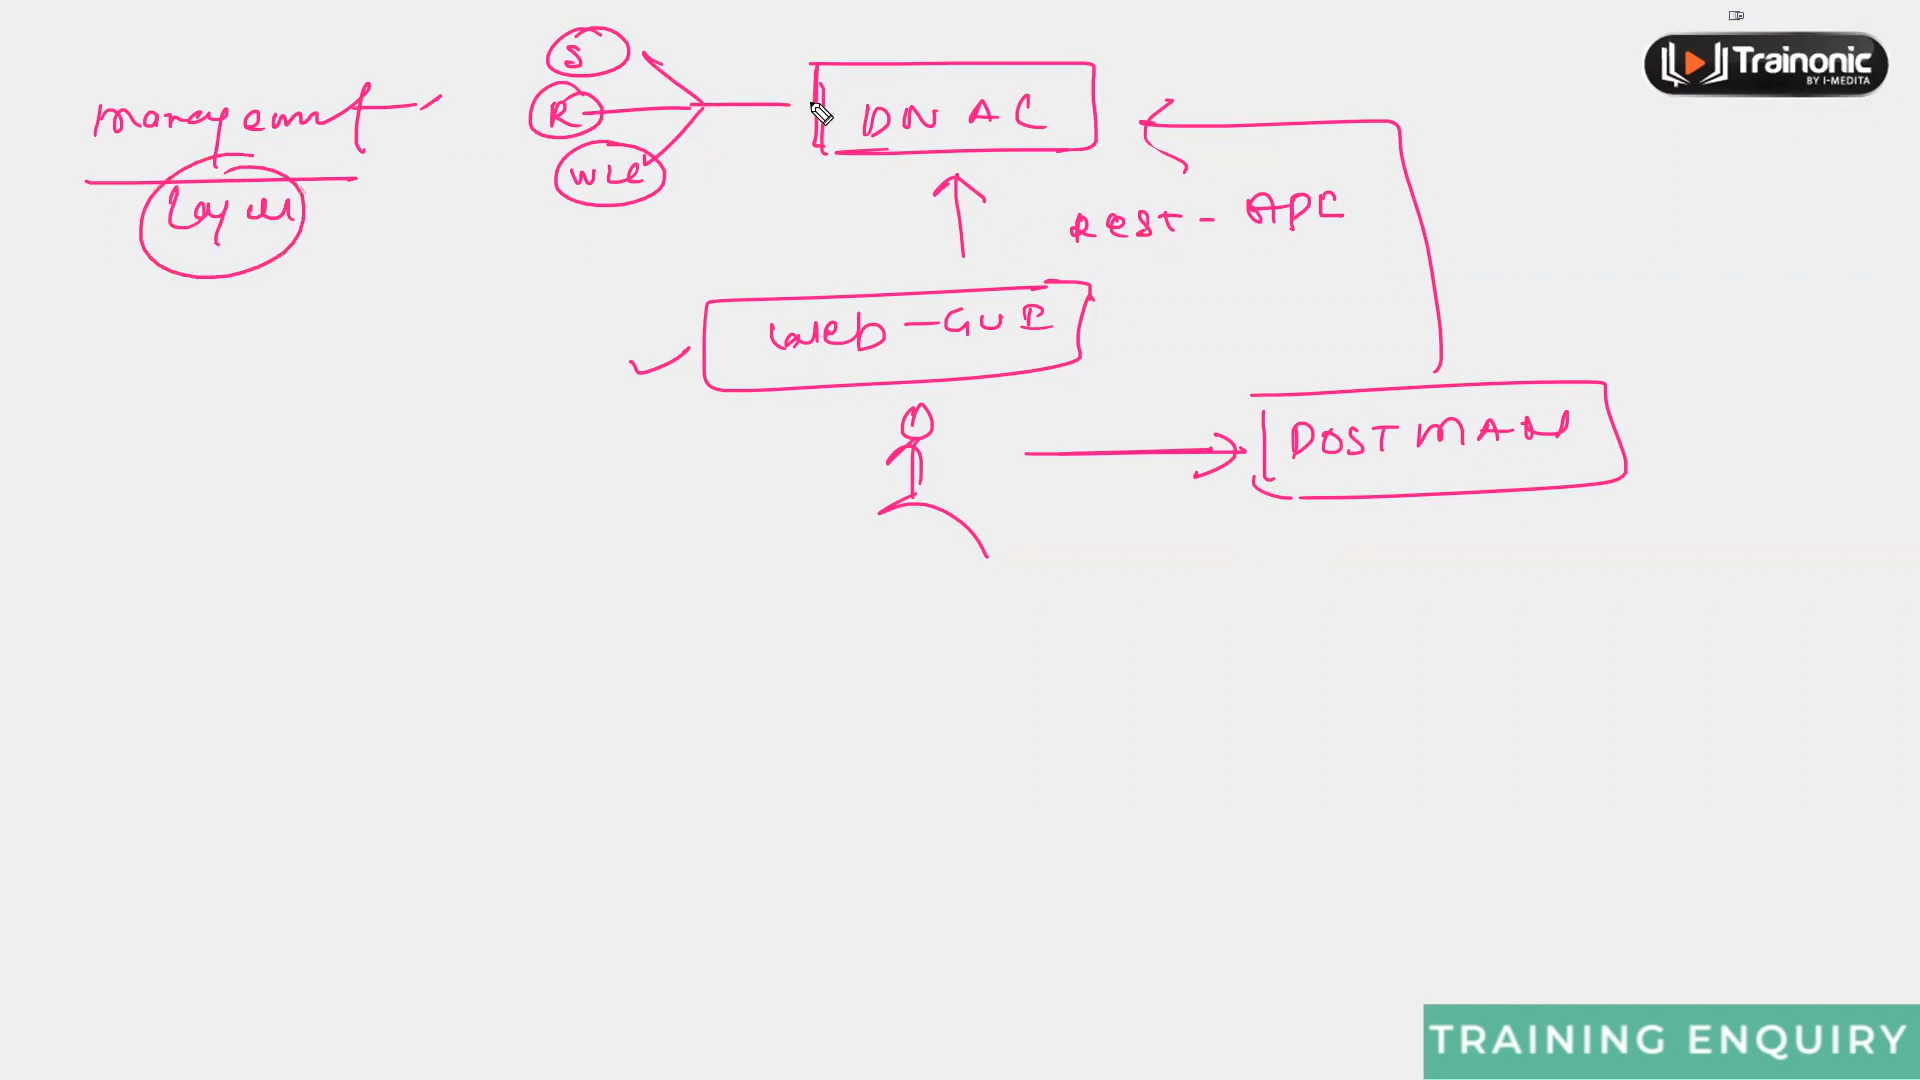 Trainonic
BY I-MEDITA
S
R
WLC
DNAC
management
layer
REST - API
Web - GUI
POSTMAN
TRAINING ENQUIRY